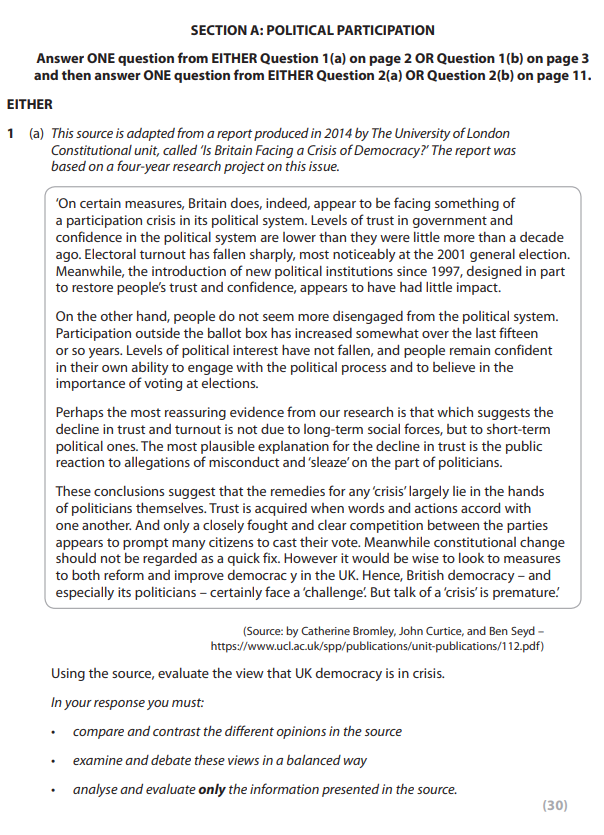 SECTION A: POLITICAL PARTICIPATION
Answer ONE question from EITHER Question 1(a) on page 2 OR Question 1(b) on page 3
and then answer ONE question from EITHER Question 2(a) OR Question 2(b) on page 11.
EITHER
1 (a) This source is adapted from a report produced in 2014 by The University of London
Constitutional unit, called ‘Is Britain Facing a Crisis of Democracy?’ The report was
based on a four-year research project on this issue.
‘On certain measures, Britain does, indeed, appear to be facing something of
a participation crisis in its political system. Levels of trust in government and
confidence in the political system are lower than they were little more than a decade
ago. Electoral turnout has fallen sharply, most noticeably at the 2001 general election.
Meanwhile, the introduction of new political institutions since 1997, designed in part
to restore people’s trust and confidence, appears to have had little impact.
On the other hand, people do not seem more disengaged from the political system.
Participation outside the ballot box has increased somewhat over the last fifteen
or so years. Levels of political interest have not fallen, and people remain confident
in their own ability to engage with the political process and to believe in the
importance of voting at elections.
Perhaps the most reassuring evidence from our research is that which suggests the
decline in trust and turnout is not due to long-term social forces, but to short-term
political ones. The most plausible explanation for the decline in trust is the public
reaction to allegations of misconduct and ‘sleaze’ on the part of politicians.
These conclusions suggest that the remedies for any ‘crisis’ largely lie in the hands
of politicians themselves. Trust is acquired when words and actions accord with
one another. And only a closely fought and clear competition between the parties
appears to prompt many citizens to cast their vote. Meanwhile constitutional change
should not be regarded as a quick fix. However it would be wise to look to measures
to both reform and improve democrac y in the UK. Hence, British democracy – and
especially its politicians – certainly face a ‘challenge’. But talk of a ‘crisis’ is premature.’
(Source: by Catherine Bromley, John Curtice, and Ben Seyd –
https://www.ucl.ac.uk/spp/publications/unit-publications/112.pdf)
Using the source, evaluate the view that UK democracy is in crisis.
In your response you must:
• compare and contrast the different opinions in the source
• examine and debate these views in a balanced way
• analyse and evaluate only the information presented in the source.
(30)